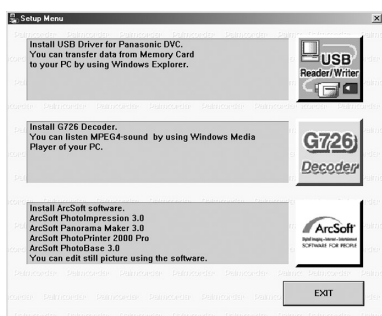 Setup Menu
Install USB Driver for Panasonic DVC.
You can transfer data from Memory Card
to your PC by using Windows Explorer.
USB
Reader/Writer
Install G726 Decoder.
You can listen MPEG4-sound by using Windows Media
Player of your PC.
G726
Decoder
Install ArcSoft software.
ArcSoft PhotoImpression 3.0
ArcSoft Panorama Maker 3.0
ArcSoft PhotoPrinter 2000 Pro
ArcSoft PhotoBase 3.0
You can edit still picture using the software.
ArcSoft
SOFTWARE FOR PEOPLE
EXIT